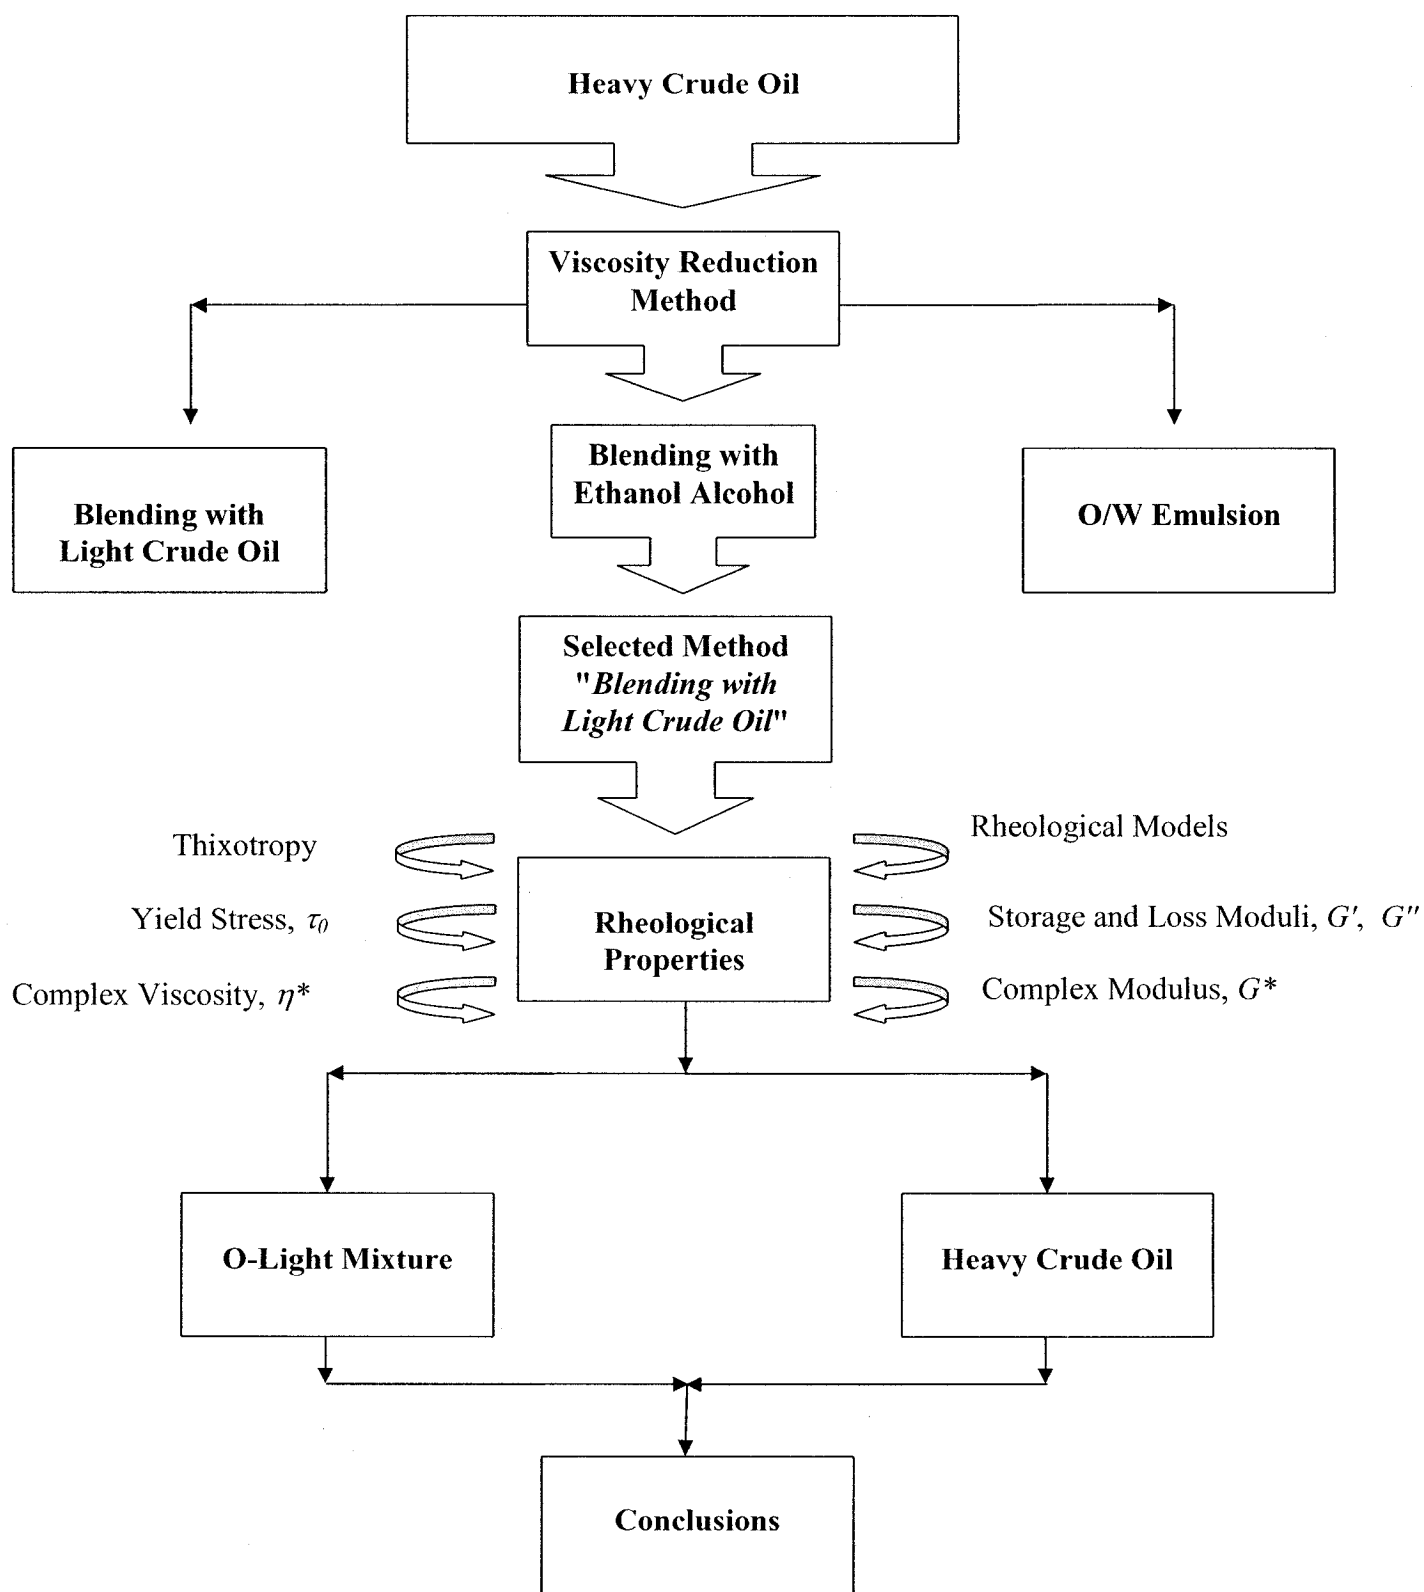 Heavy Crude Oil
Viscosity Reduction
Method
Blending with
Light Crude Oil
Blending with
Ethanol Alcohol
O/W Emulsion
Selected Method
"Blending with
Light Crude Oil"
Thixotropy
Yield Stress, τ₀
Complex Viscosity, η*
Rheological
Properties
Rheological Models
Storage and Loss Moduli, G′, G″
Complex Modulus, G*
O-Light Mixture
Heavy Crude Oil
Conclusions